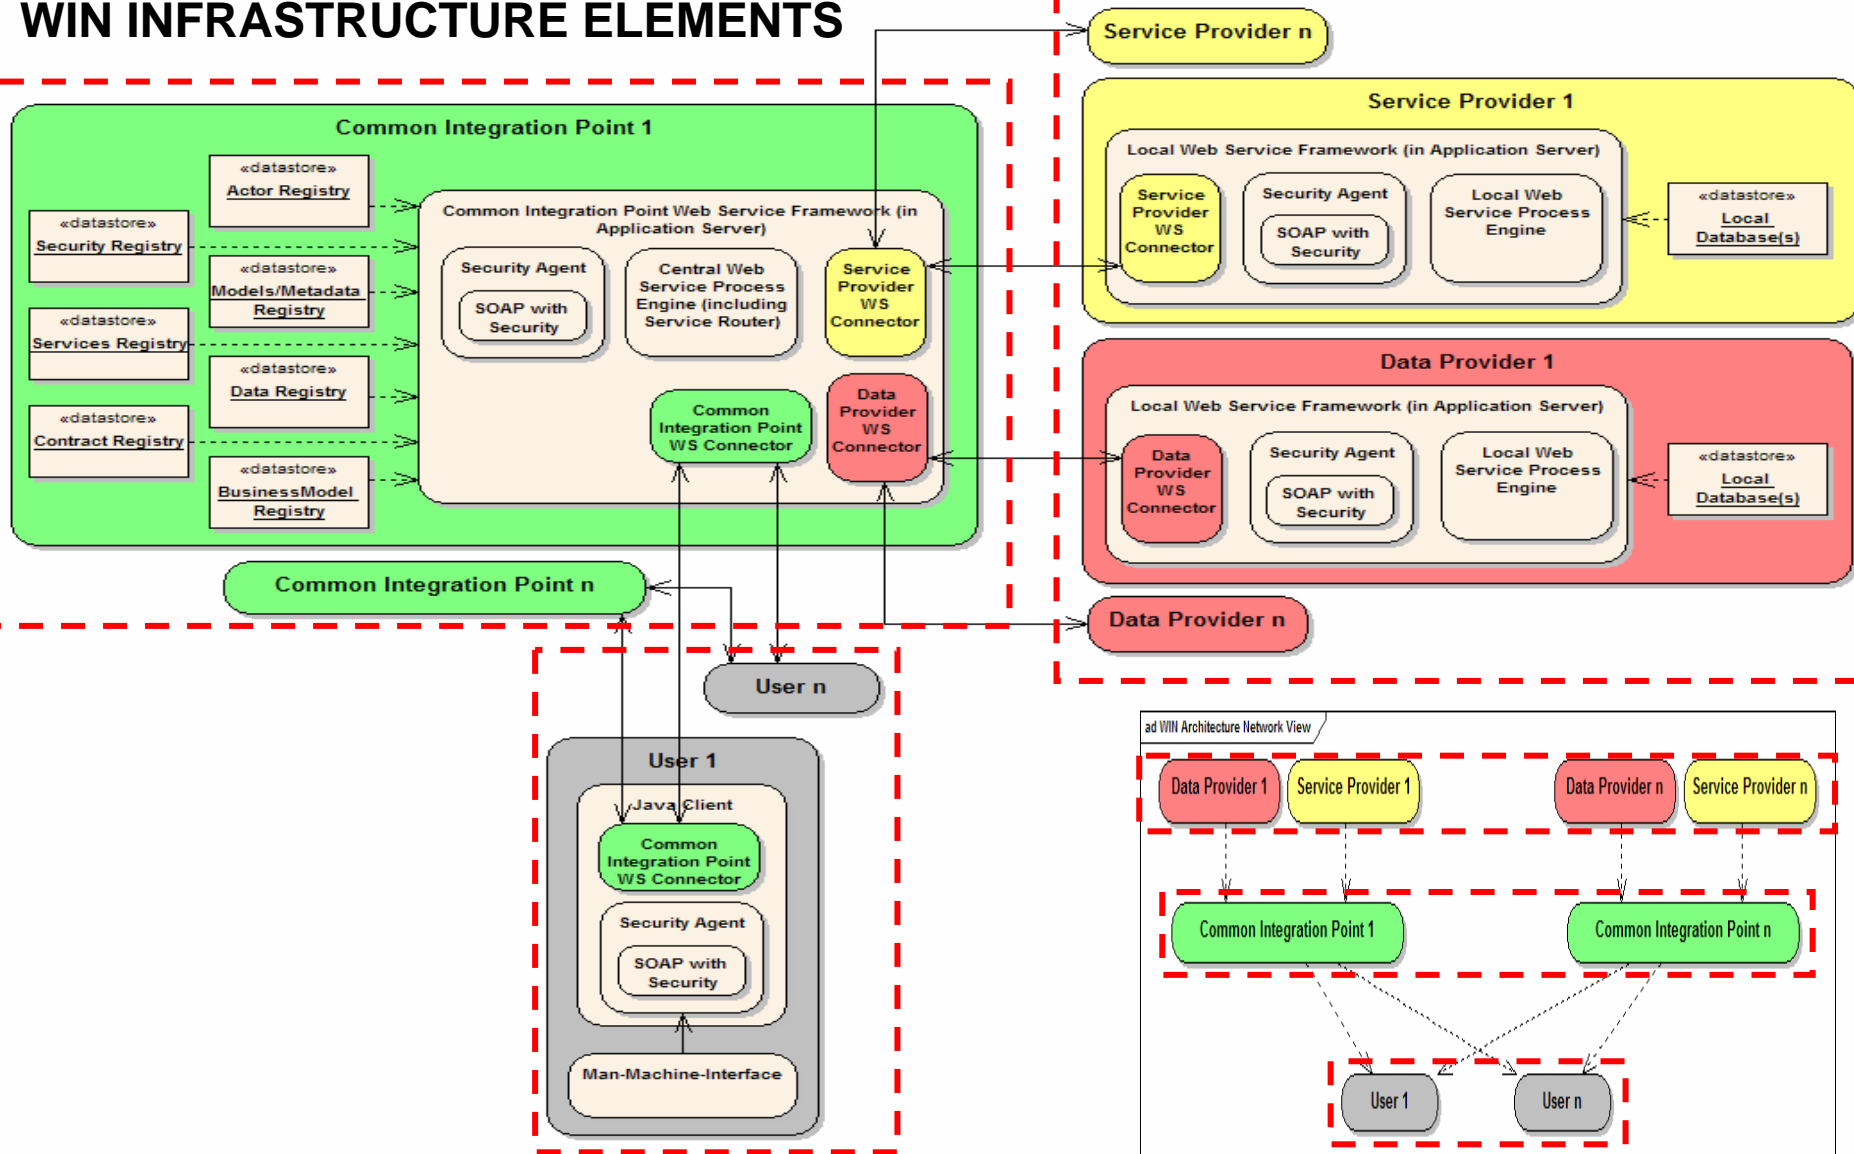 WIN INFRASTRUCTURE ELEMENTS
Common Integration Point 1
«datastore»
Actor Registry
«datastore»
Security Registry
«datastore»
Models/Metadata
Registry
«datastore»
Services Registry
«datastore»
Data Registry
«datastore»
Contract Registry
«datastore»
BusinessModel
Registry
Common Integration Point Web Service Framework (in
Application Server)
Security Agent
SOAP with
Security
Central Web
Service Process
Engine (including
Service Router)
Service
Provider
WS
Connector
Common
Integration Point
WS Connector
Data
Provider
WS
Connector
Common Integration Point n
Service Provider n
Service Provider 1
Local Web Service Framework (in Application Server)
Service
Provider
WS
Connector
Security Agent
SOAP with
Security
Local Web
Service Process
Engine
«datastore»
Local
Database(s)
Data Provider 1
Local Web Service Framework (in Application Server)
Data
Provider
WS
Connector
Security Agent
SOAP with
Security
Local Web
Service Process
Engine
«datastore»
Local
Database(s)
Data Provider n
User n
User 1
Java Client
Common
Integration Point
WS Connector
Security Agent
SOAP with
Security
Man-Machine-Interface
ad WIN Architecture Network View
Data Provider 1
Service Provider 1
Data Provider n
Service Provider n
Common Integration Point 1
Common Integration Point n
User 1
User n